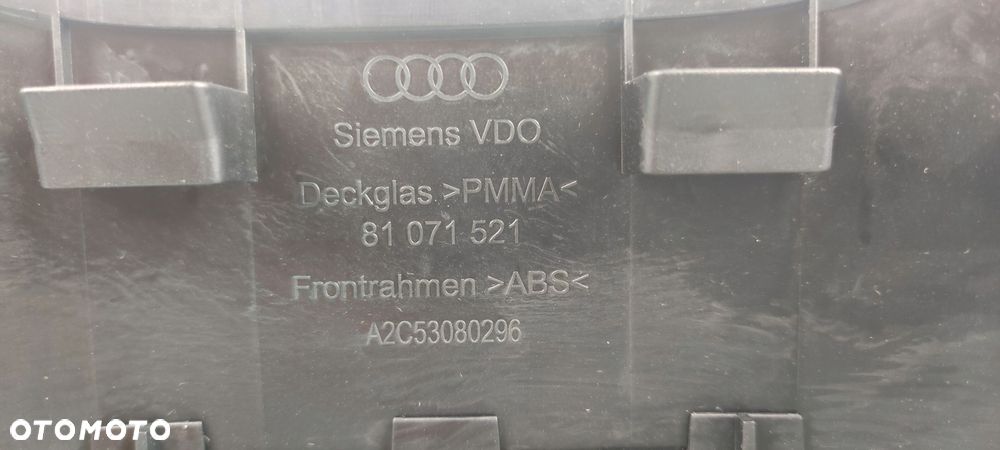 Siemens VDO
Deckglas >PMMA<
81 071 521
Frontrahmen >ABS<
A2C53080296
OTOMOTO